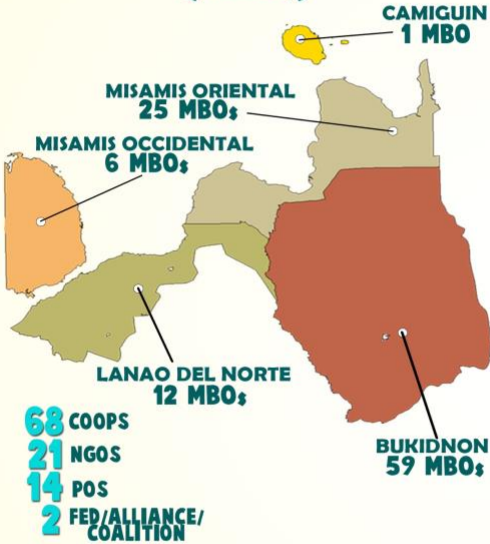 CAMIGUIN
1 MBO
MISAMIS ORIENTAL
25 MBOs
MISAMIS OCCIDENTAL
6 MBOs
LANAO DEL NORTE
12 MBOs
BUKIDNON
59 MBOs
68 COOPS
21 NGOS
14 POS
2 FED/ALLIANCE/
COALITION